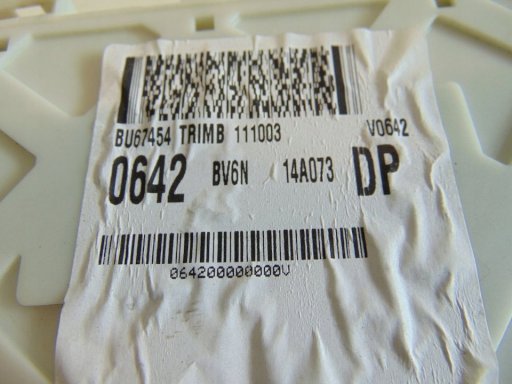 BU67454 TRIMB 111003 V0642
0642 BV6N 14A073 DP
064200000000V